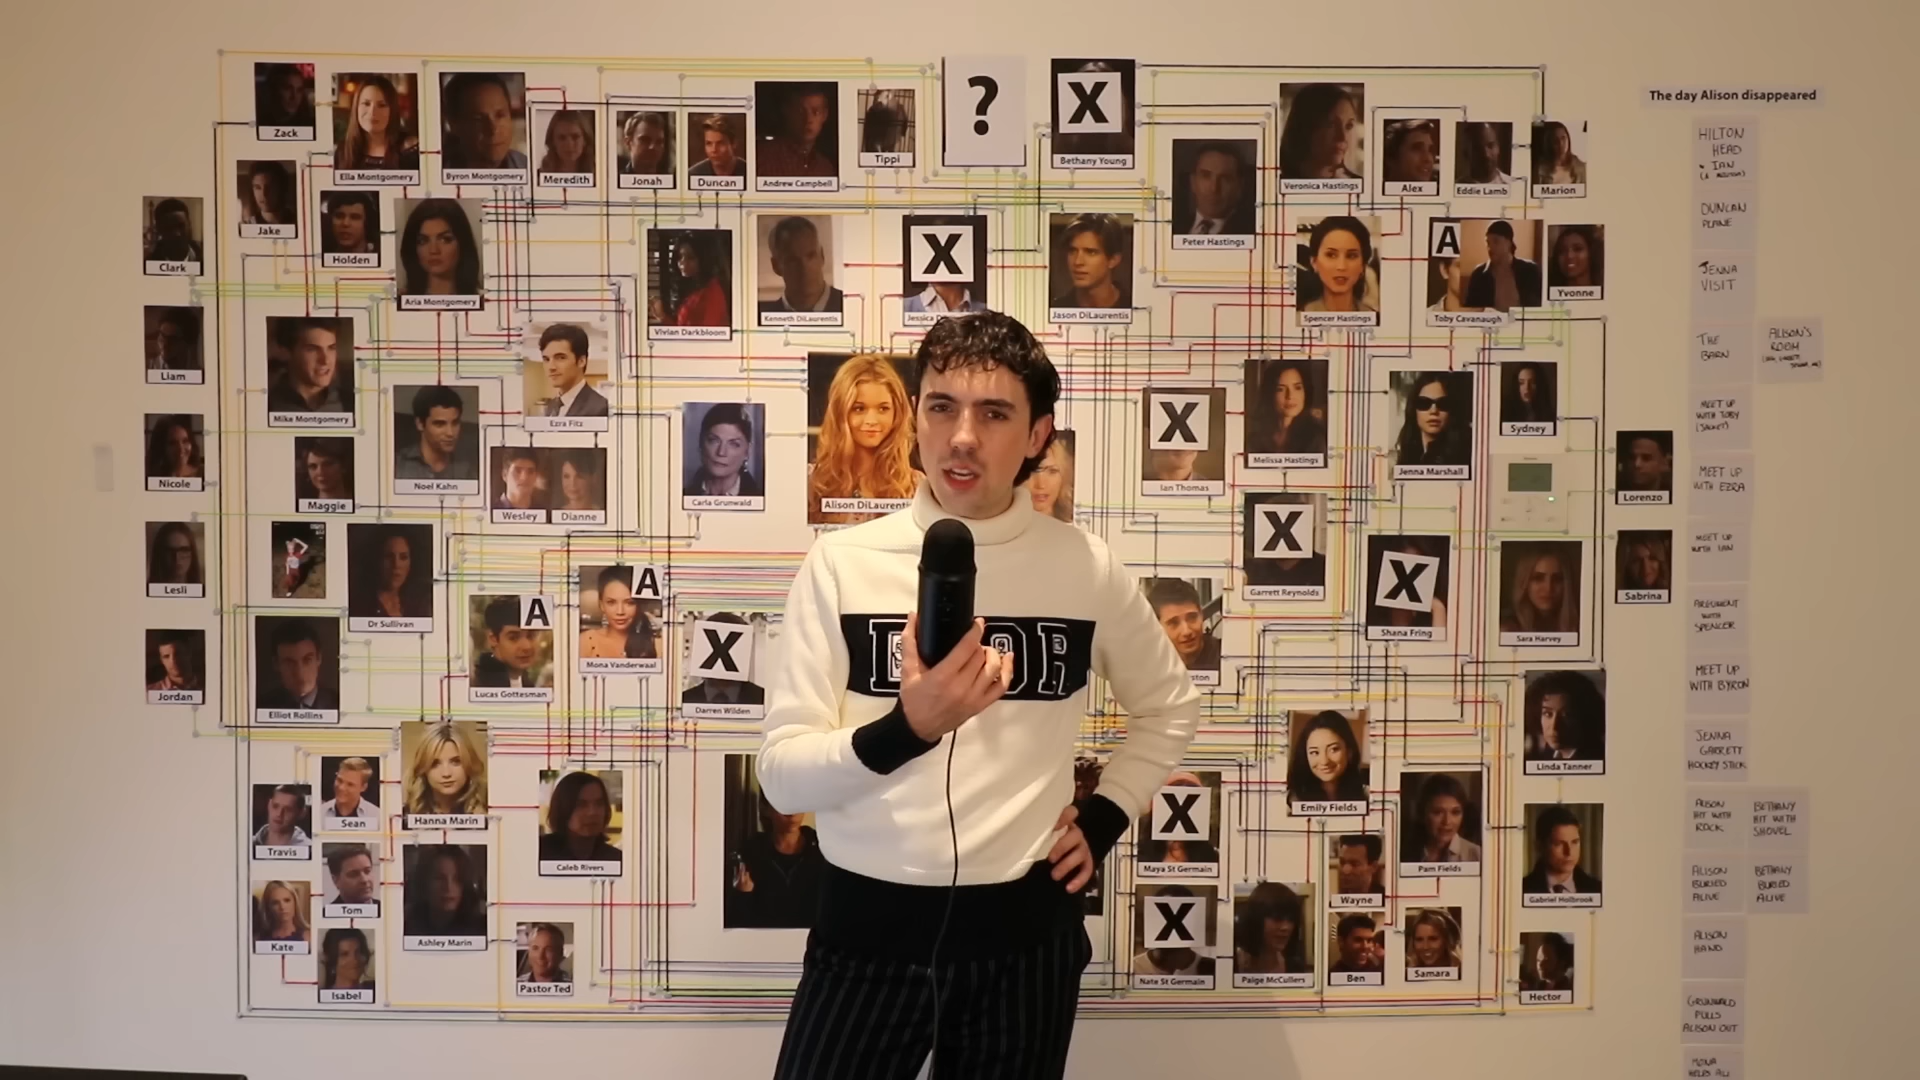 ?
X
Bethany Young
Zack
Ella Montgomery
Byron Montgomery
Meredith
Jonah
Duncan
Andrew Campbell
Tippi
Veronica Hastings
Alex
Eddie Lamb
Marion
Clark
Jake
Holden
Aria Montgomery
Vivian Darkbloom
Kenneth DiLaurentis
X
Jessica
Jason DiLaurentis
Peter Hastings
Spencer Hastings
A
Toby Cavanaugh
Yvonne
Liam
Mike Montgomery
Noel Kahn
Ezra Fitz
Carla Grunwald
Alison DiLaurenti
X
Ian Thomas
Melissa Hastings
Jenna Marshall
Sydney
Nicole
Maggie
Wesley
Dianne
X
Garrett Reynolds
Lorenzo
Lesli
Dr Sullivan
A
Lucas Gottesman
A
Mona Vanderwaal
X
Darren Wilden
X
Shana Fring
Sara Harvey
Sabrina
Jordan
Elliot Rollins
ston
Linda Tanner
Travis
Sean
Hanna Marin
Caleb Rivers
X
Maya St Germain
Emily Fields
Pam Fields
Gabriel Holbrook
Kate
Tom
Isabel
Ashley Marin
Pastor Ted
X
Nate St Germain
Paige McCullers
Wayne
Ben
Samara
Hector
The day Alison disappeared
HILTON
HEAD
IAN
DUNCAN
PLANE
JENNA
VISIT
THE
BARN
ALISON'S
ROOM
MEET UP
WITH TOBY
(JACKET)
MEET UP
WITH EZRA
MEET UP
WITH IAN
ARGUMENT
WITH
SPENCER
MEET UP
WITH BYRON
JENNA
GARRETT
HOCKEY STICK
ALISON
HIT WITH
ROCK
BETHANY
HIT WITH
SHOVEL
ALISON
BURIED
ALIVE
BETHANY
BURIED
ALIVE
ALISON
HAND
GRUNWALD
PULLS
ALISON OUT
MONA
HELPS ALI